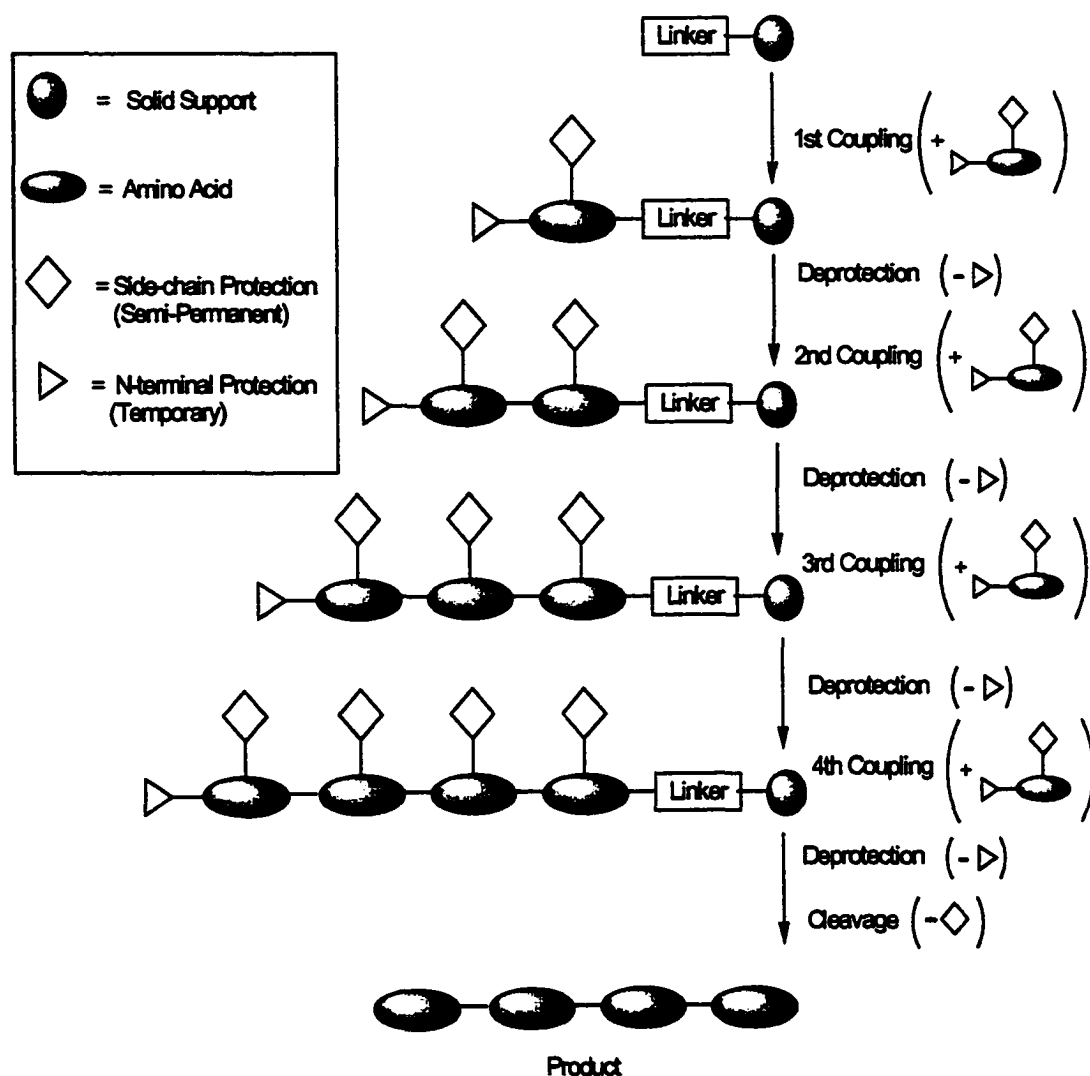 = Solid Support
= Amino Acid
= Side-chain Protection
(Semi-Permanent)
= N-terminal Protection
(Temporary)
Linker
1st Coupling ( + )
Linker
Deprotection ( - )
2nd Coupling ( + )
Linker
Deprotection ( - )
3rd Coupling ( + )
Linker
Deprotection ( - )
4th Coupling ( + )
Linker
Deprotection ( - )
Cleavage ( - )
Product